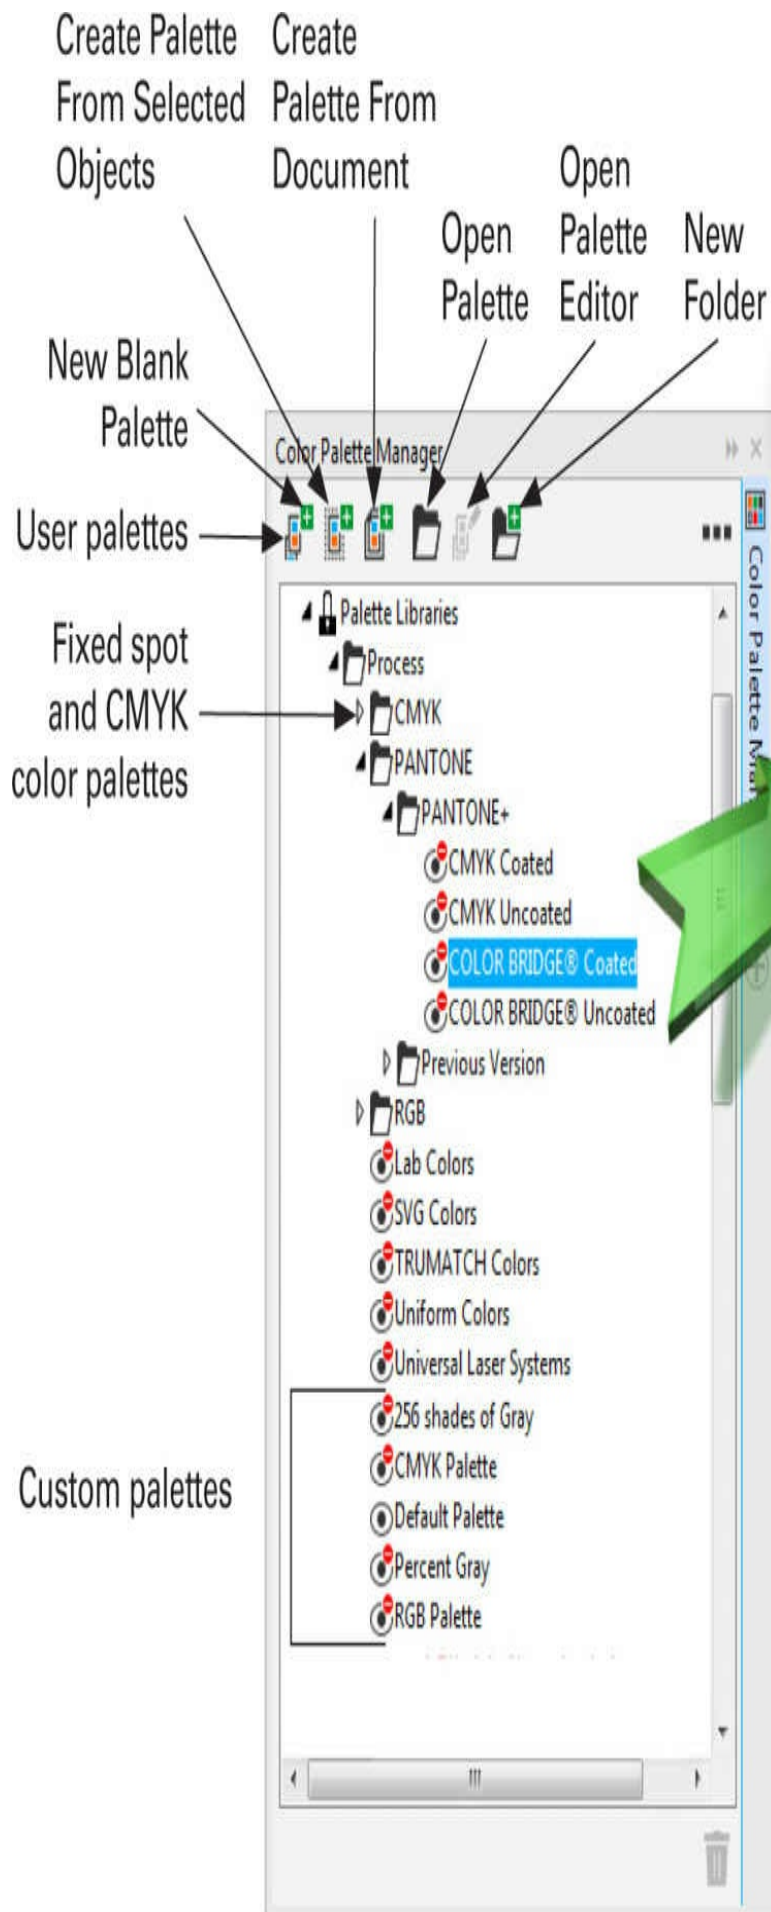 Create Palette
From Selected
Objects
Create
Palette From
Document
Open
Palette
Open
Palette
Editor
New
Folder
New Blank
Palette
Color Palette Manager
User palettes
Fixed spot
and CMYK
color palettes
Palette Libraries
Process
CMYK
PANTONE
PANTONE+
CMYK Coated
CMYK Uncoated
COLOR BRIDGE® Coated
COLOR BRIDGE® Uncoated
Previous Version
RGB
Lab Colors
SVG Colors
TRUMATCH Colors
Uniform Colors
Universal Laser Systems
Custom palettes
256 shades of Gray
CMYK Palette
Default Palette
Percent Gray
RGB Palette
Color Palette